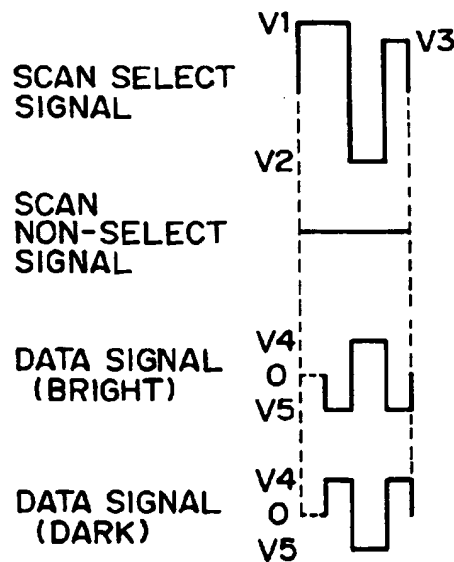 V1
V3
SCAN SELECT
SIGNAL
V2
SCAN
NON-SELECT
SIGNAL
V4
DATA SIGNAL
(BRIGHT)
0
V5
V4
DATA SIGNAL
(DARK)
0
V5